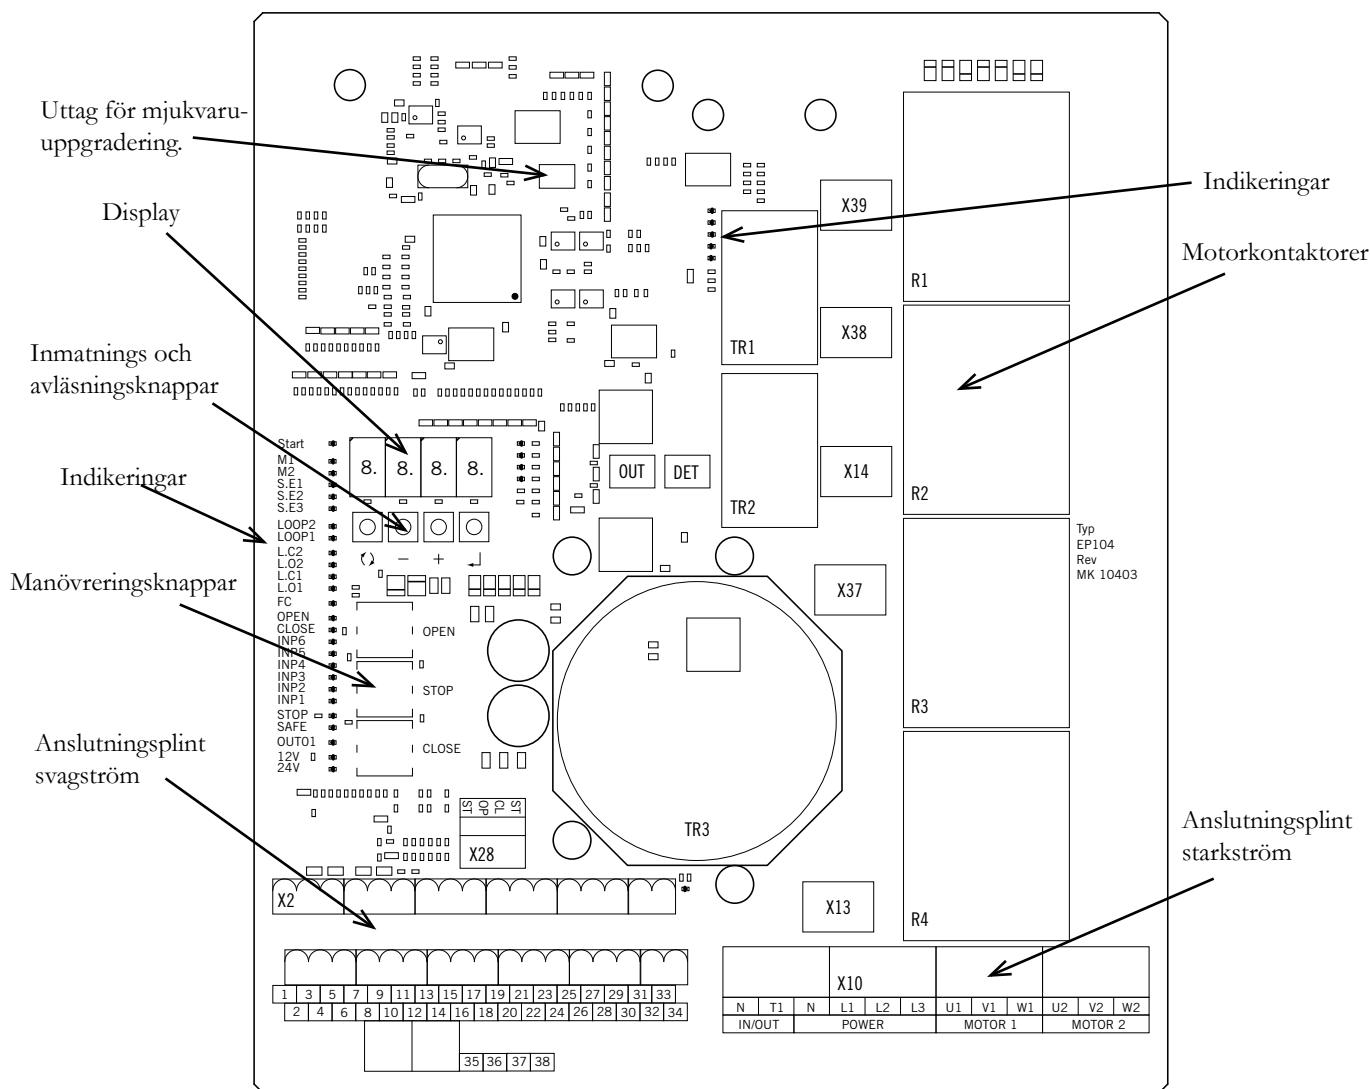 Uttag för mjukvaru-
uppgradering.
Display
Inmatnings och
avläsningsknappar
Indikeringar
Manövreringsknappar
Anslutningsplint
svagström
Indikeringar
Motorkontaktorer
Anslutningsplint
starkström
X39
X38
X14
X37
X13
R1
R2
R3
R4
TR1
TR2
TR3
OUT DET
Typ
EP104
Rev
MK 10403
8. 8. 8. 8.
− +
Start
M1
M2
S.E1
S.E2
S.E3
LOOP2
LOOP1
L.C2
L.O2
L.C1
L.O1
FC
OPEN
CLOSE
INP6
INP5
INP4
INP3
INP2
INP1
STOP
SAFE
OUTO1
12V
24V
OPEN
STOP
CLOSE
ST OP CL ST
X28
X2
X10
1 3 5 7 9 11 13 15 17 19 21 23 25 27 29 31 33
2 4 6 8 10 12 14 16 18 20 22 24 26 28 30 32 34
35 36 37 38
N T1 N L1 L2 L3 U1 V1 W1 U2 V2 W2
IN/OUT POWER MOTOR 1 MOTOR 2